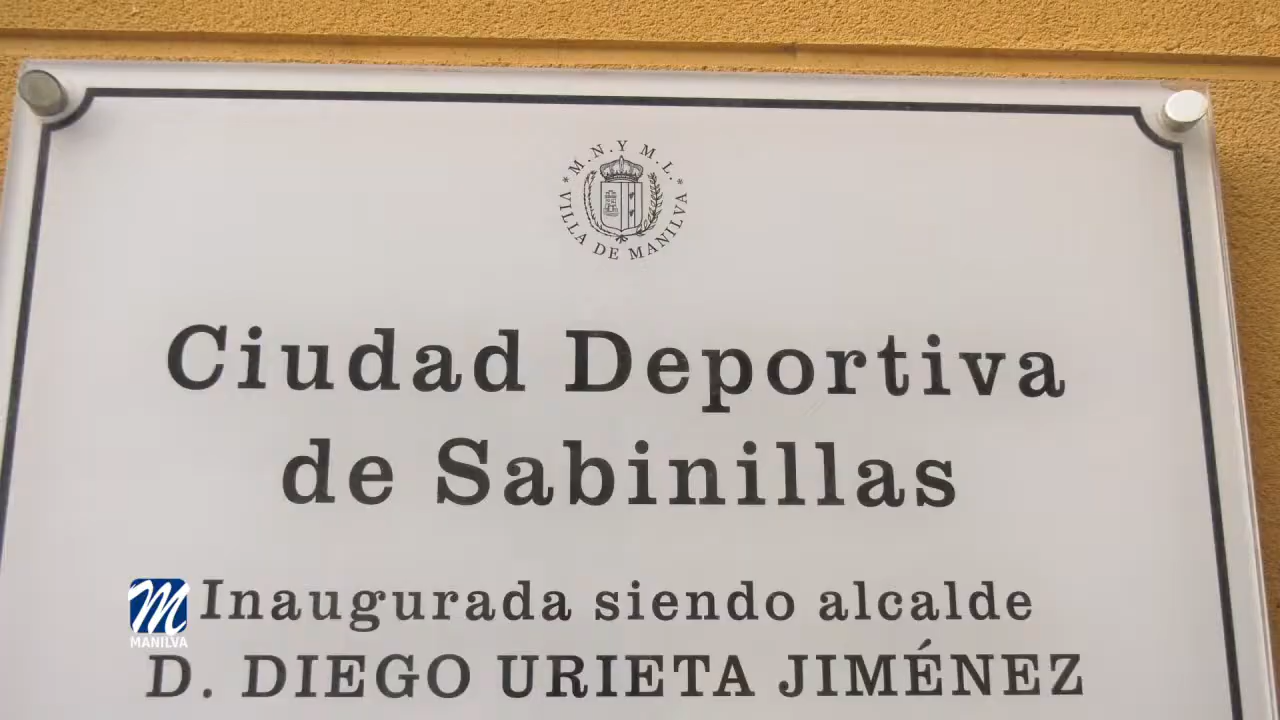 * M.N.Y M.L. *
VILLA DE MANILVA
Ciudad Deportiva
de Sabinillas
Inaugurada siendo alcalde
D. DIEGO URIETA JIMÉNEZ
M
MANILVA